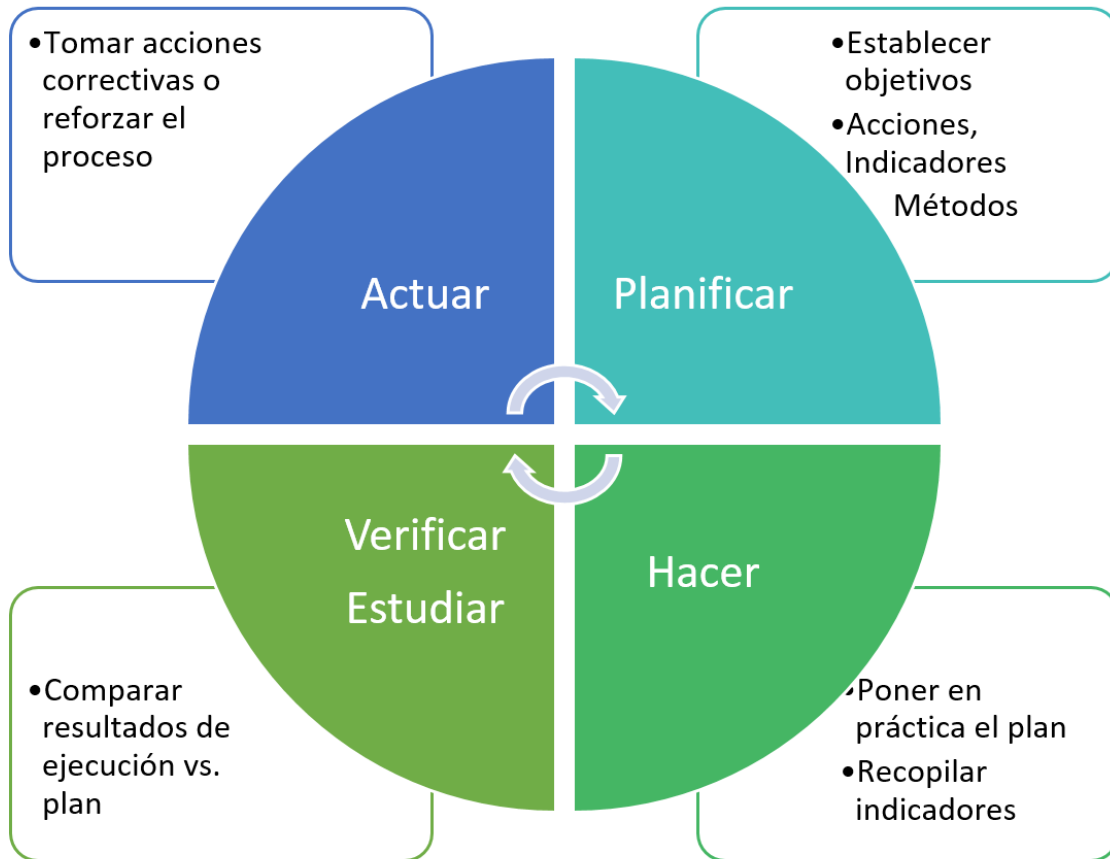 •Tomar acciones
correctivas o
reforzar el
proceso
•Establecer
objetivos
•Acciones,
Indicadores
Métodos
Actuar
Planificar
Verificar
Estudiar
Hacer
•Comparar
resultados de
ejecución vs.
plan
•Poner en
práctica el plan
•Recopilar
indicadores